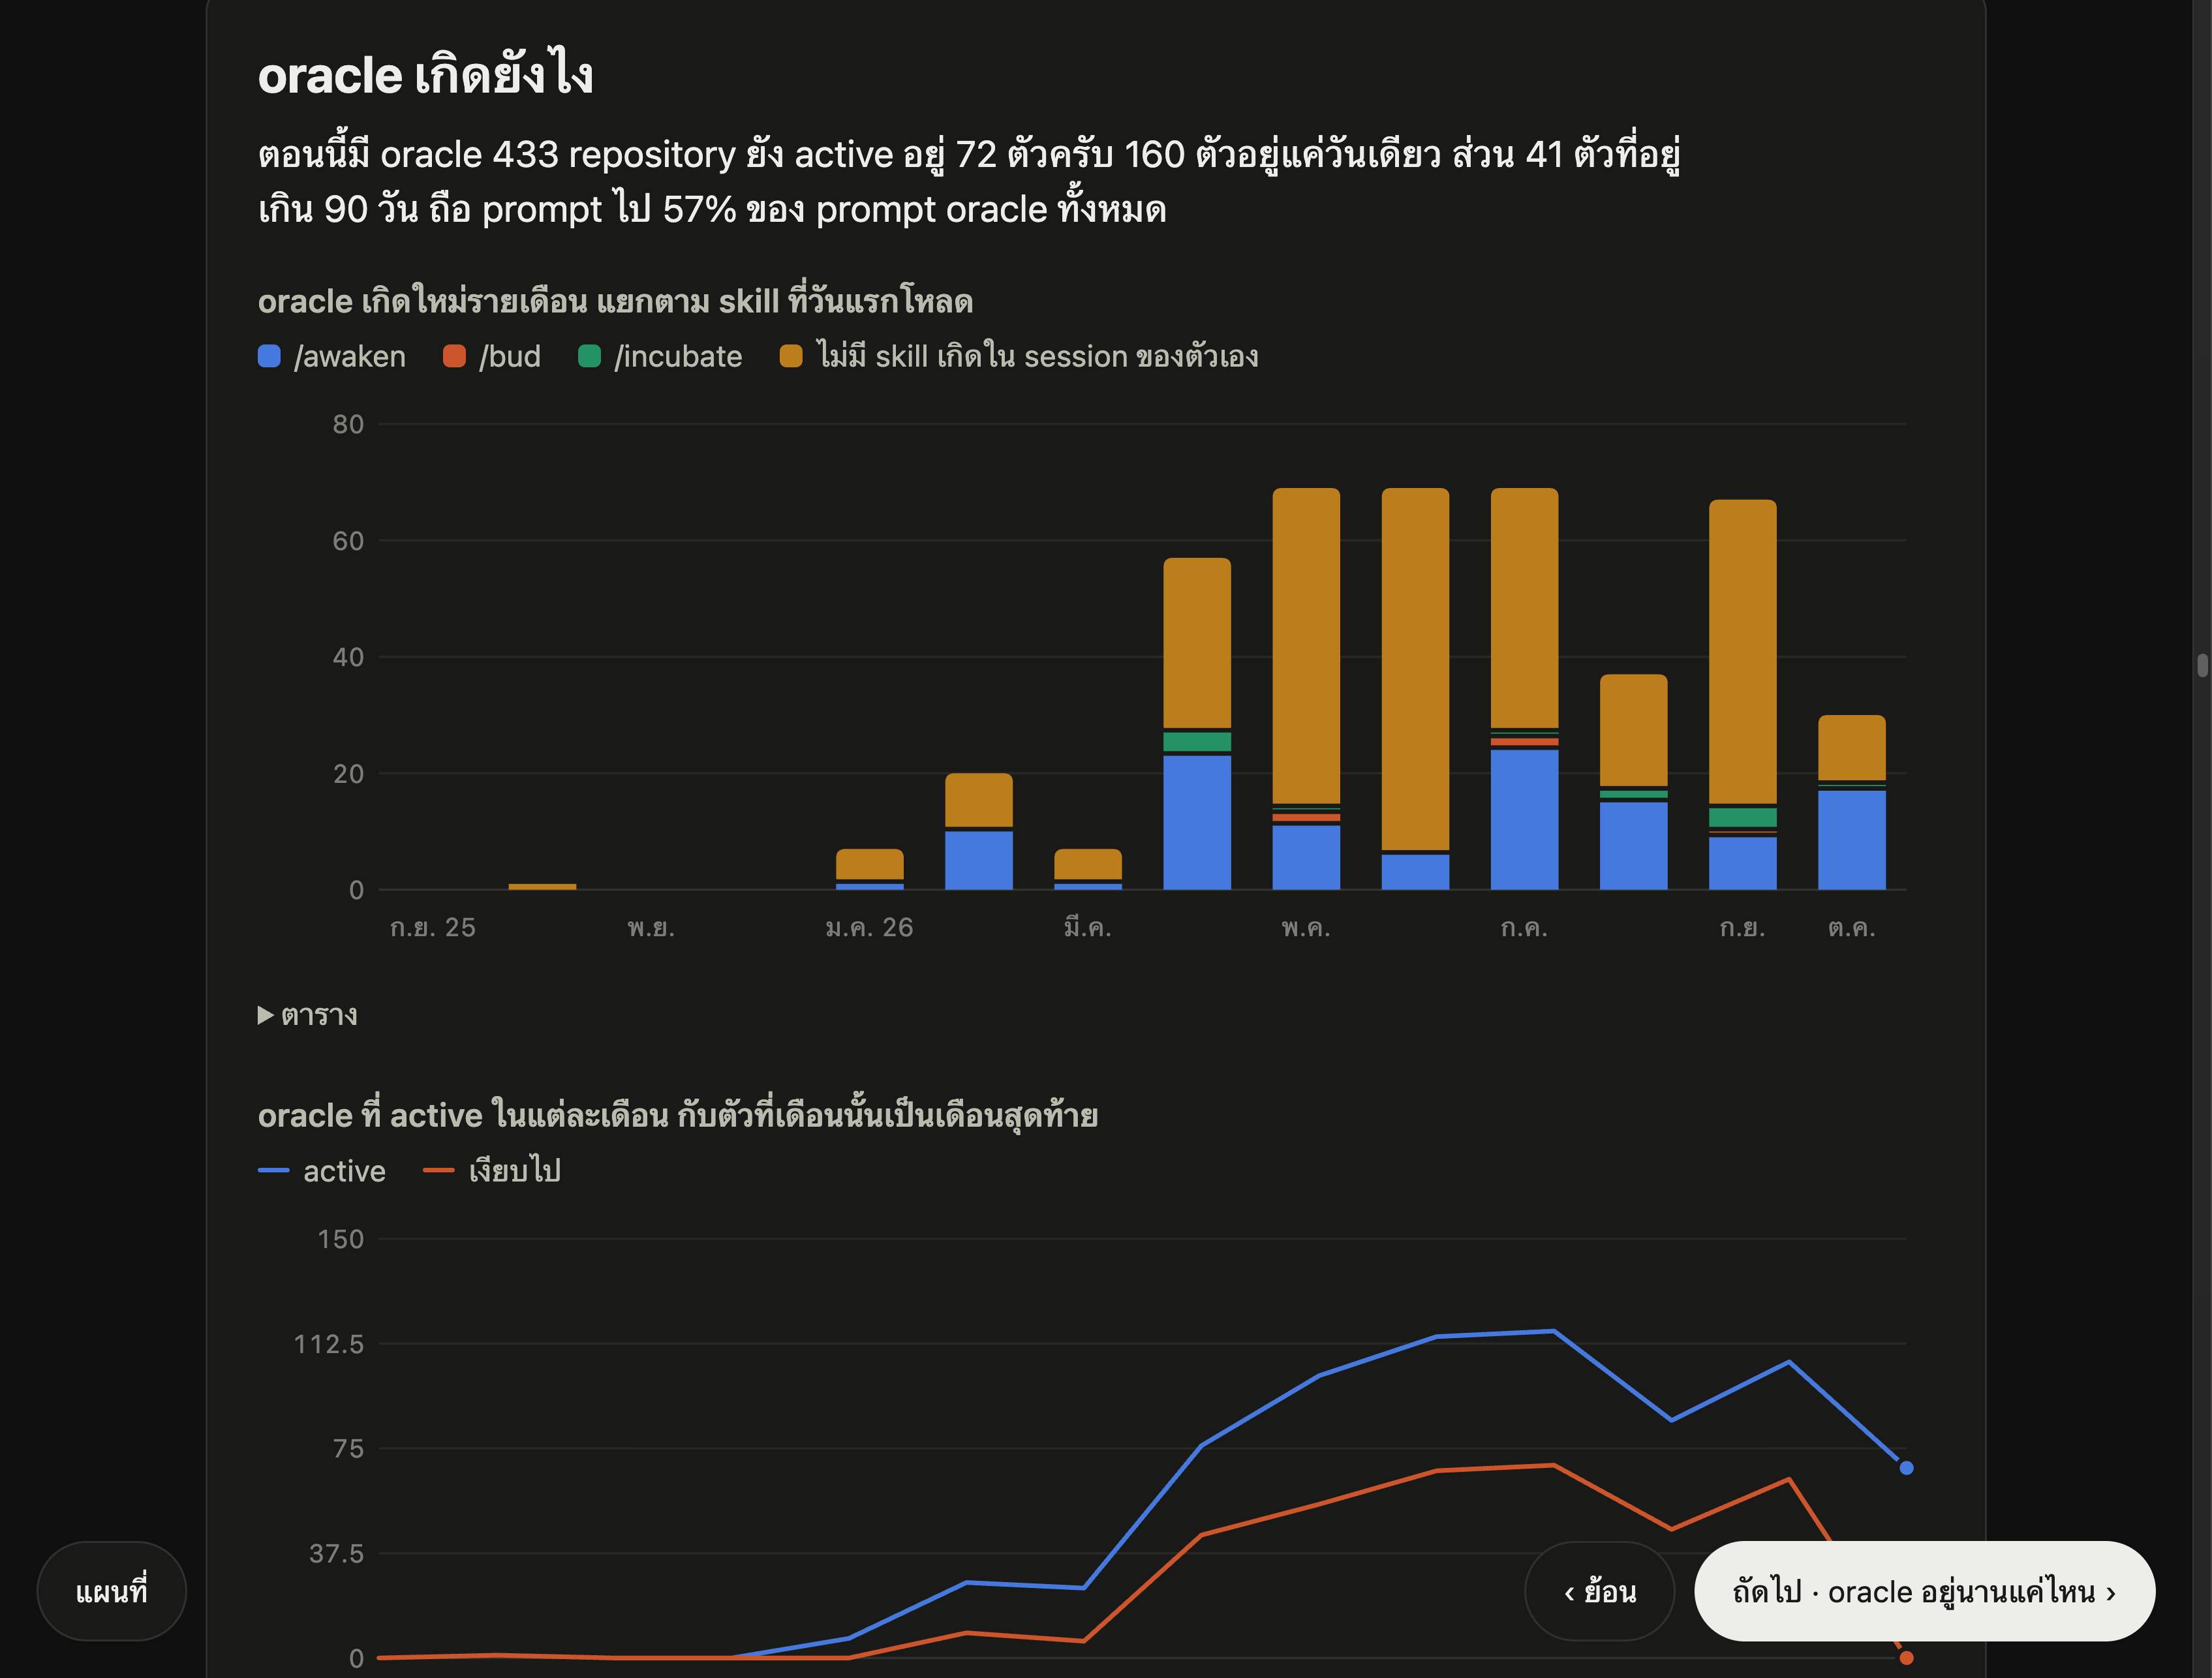 oracle เกิดยังไง
ตอนนี้มี oracle 433 repository ยัง active อยู่ 72 ตัวครับ 160 ตัวอยู่แค่วันเดียว ส่วน 41 ตัวที่อยู่
เกิน 90 วัน ถือ prompt ไป 57% ของ prompt oracle ทั้งหมด
oracle เกิดใหม่รายเดือน แยกตาม skill ที่วันแรกโหลด
/awaken /bud /incubate ไม่มี skill เกิดใน session ของตัวเอง
80
60
40
20
0
ก.ย. 25 พ.ย. ม.ค. 26 มี.ค. พ.ค. ก.ค. ก.ย. ต.ค.
▶ ตาราง
oracle ที่ active ในแต่ละเดือน กับตัวที่เดือนนั้นเป็นเดือนสุดท้าย
active เงียบไป
150
112.5
75
37.5
0
แผนที่
‹ ย้อน
ถัดไป · oracle อยู่นานแค่ไหน ›